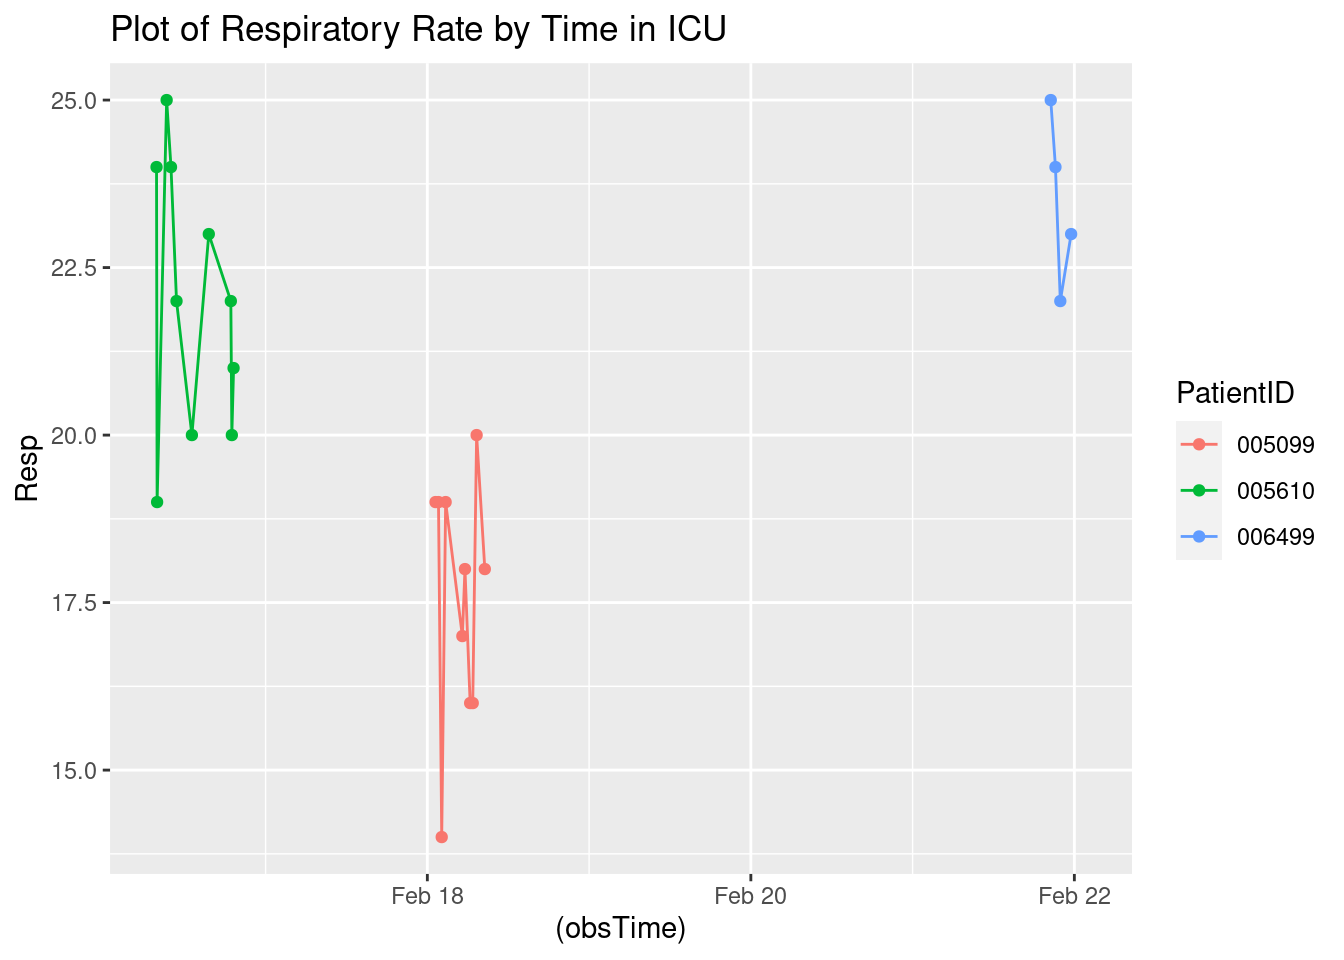 Plot of Respiratory Rate by Time in ICU
25.0
22.5
20.0
17.5
15.0
Resp
Feb 18 Feb 20 Feb 22
(obsTime)
PatientID
005099
005610
006499